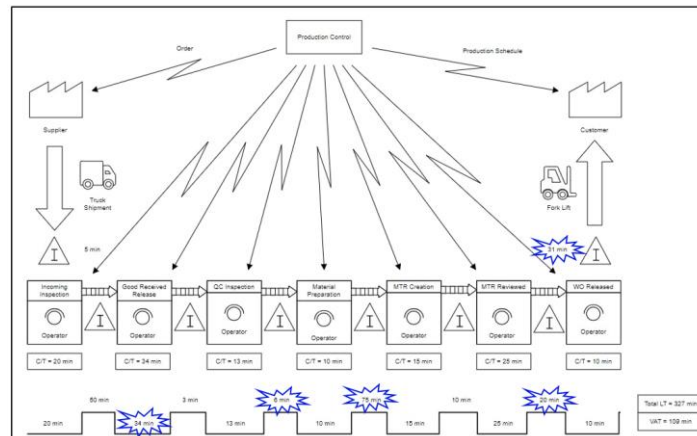 Production Control
Order
Production Schedule
Supplier
Customer
Truck
Shipment
Fork Lift
5 min
31 min
I
I
Incoming
Inspection
Good Received
Release
QC Inspection
Material
Preparation
MTR Creation
MTR Reviewed
WO Released
I
I
I
I
I
I
Operator
Operator
Operator
Operator
Operator
Operator
Operator
C/T = 20 min
C/T = 34 min
C/T = 13 min
C/T = 10 min
C/T = 15 min
C/T = 25 min
C/T = 10 min
50 min
3 min
6 min
75 min
10 min
20 min
Total LT = 327 min
20 min
34 min
13 min
10 min
15 min
25 min
10 min
VAT = 109 min